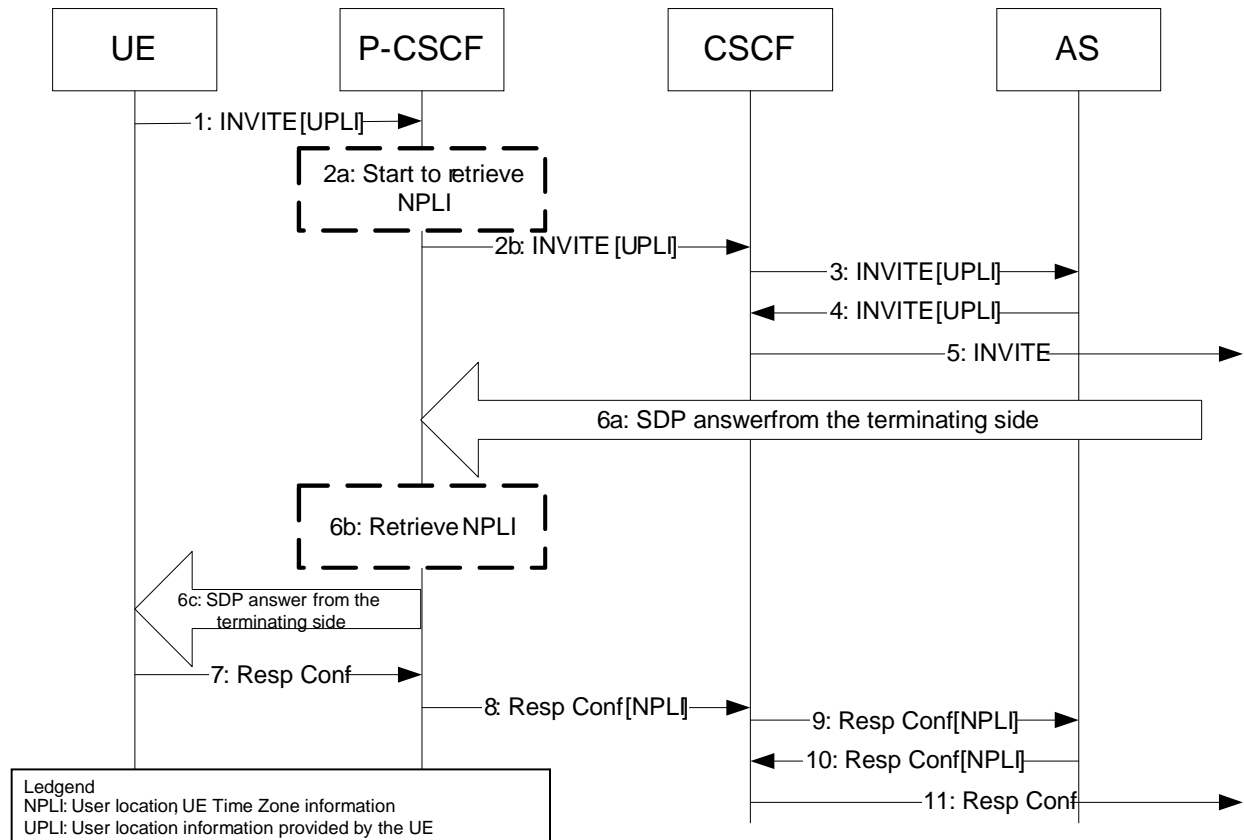 UE
P-CSCF
CSCF
AS
1: INVITE[UPLI]
2a: Start to retrieve
NPLI
2b: INVITE [UPLI]
3: INVITE[UPLI]
4: INVITE[UPLI]
5: INVITE
6a: SDP answerfrom the terminating side
6b: Retrieve NPLI
6c: SDP answer from the
terminating side
7: Resp Conf
8: Resp Conf[NPLI]
9: Resp Conf[NPLI]
10: Resp Conf[NPLI]
11: Resp Conf
Ledgend
NPLI: User location, UE Time Zone information
UPLI: User location information provided by the UE